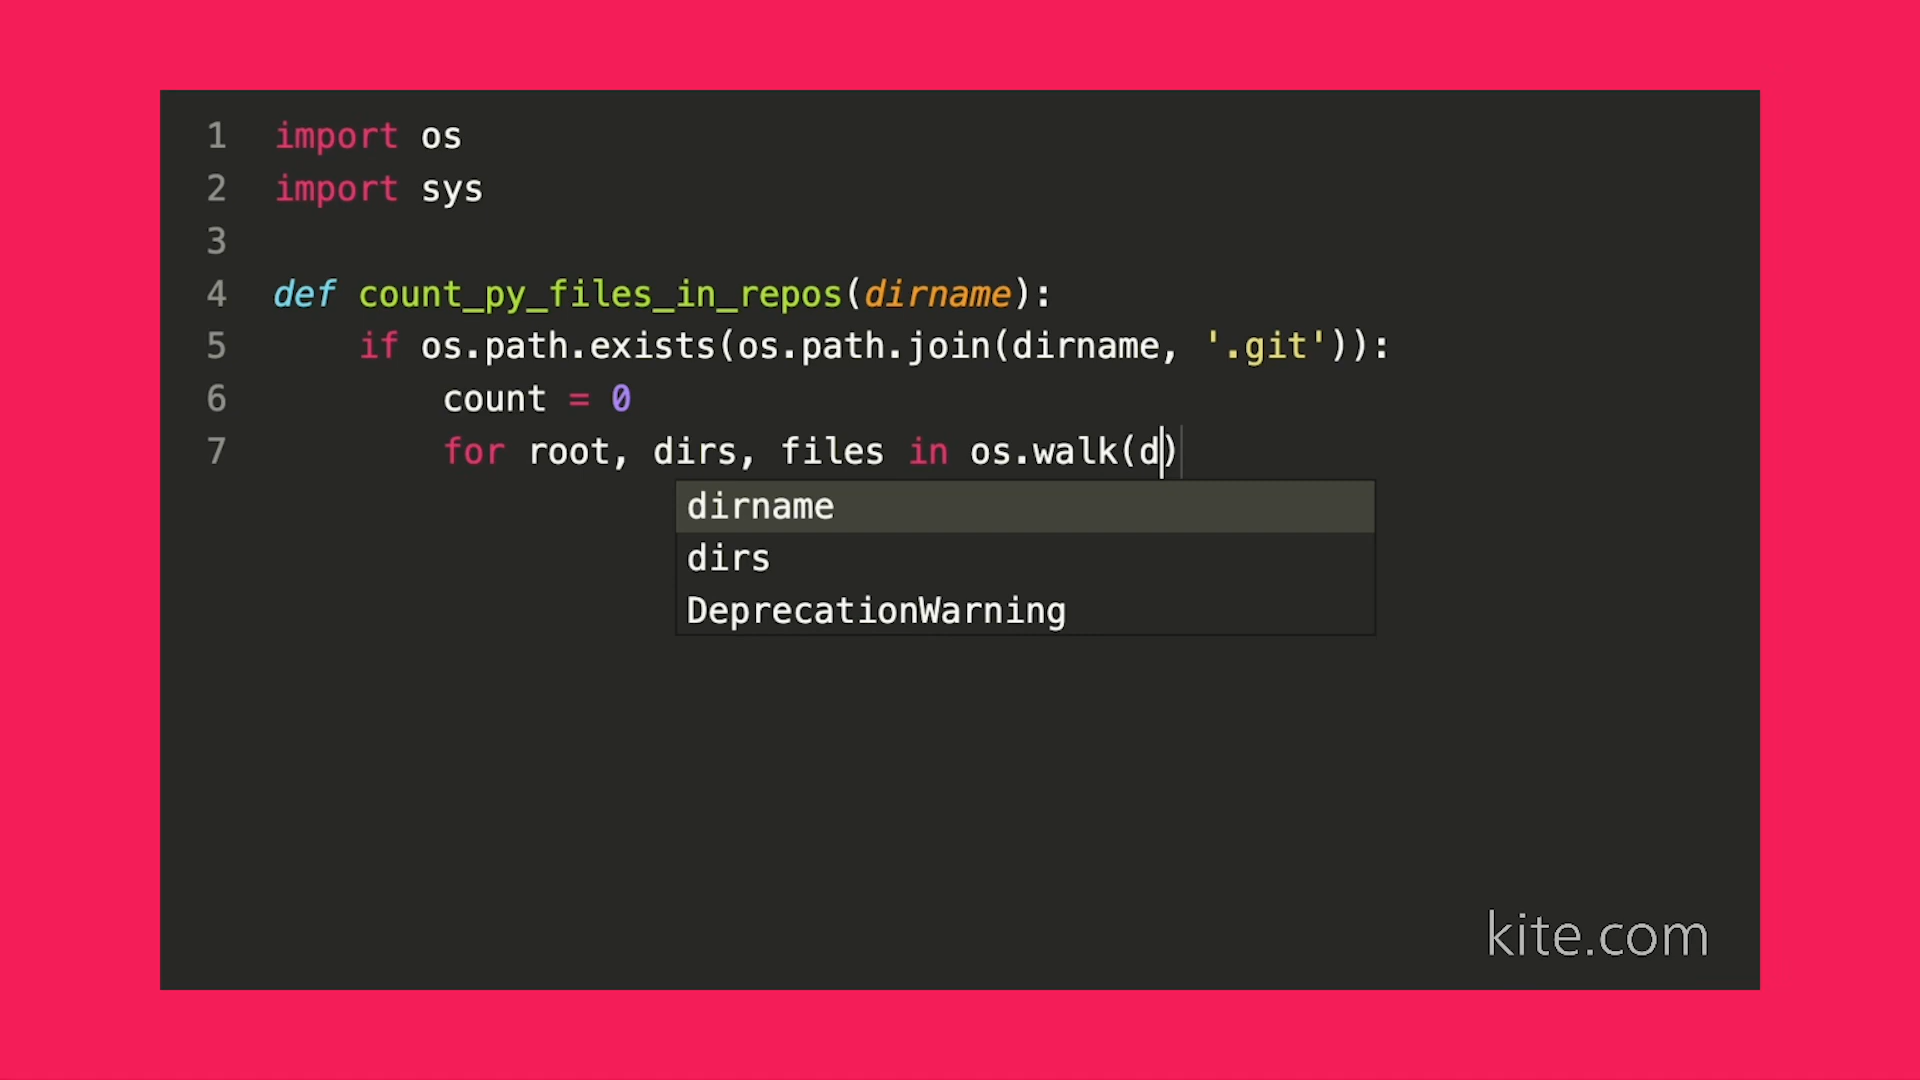 1 import os
2 import sys
3
4 def count_py_files_in_repos(dirname):
5     if os.path.exists(os.path.join(dirname, '.git')):
6         count = 0
7         for root, dirs, files in os.walk(d)
dirname
dirs
DeprecationWarning
kite.com